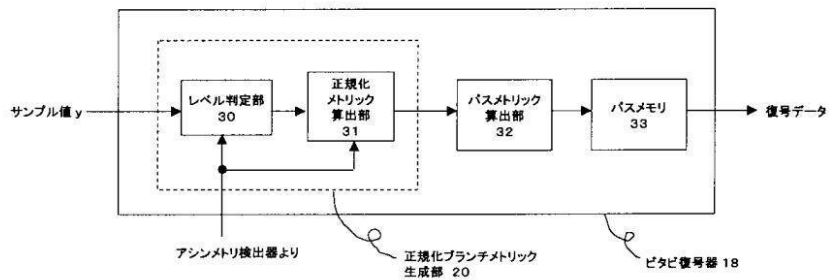 サンプル値 y
レベル判定部
30
正規化
メトリック
算出部
31
パスメトリック
算出部
32
パスメモリ
33
復号データ
アシンメトリ検出器より
正規化ブランチメトリック
生成部 20
ビタビ復号器 18